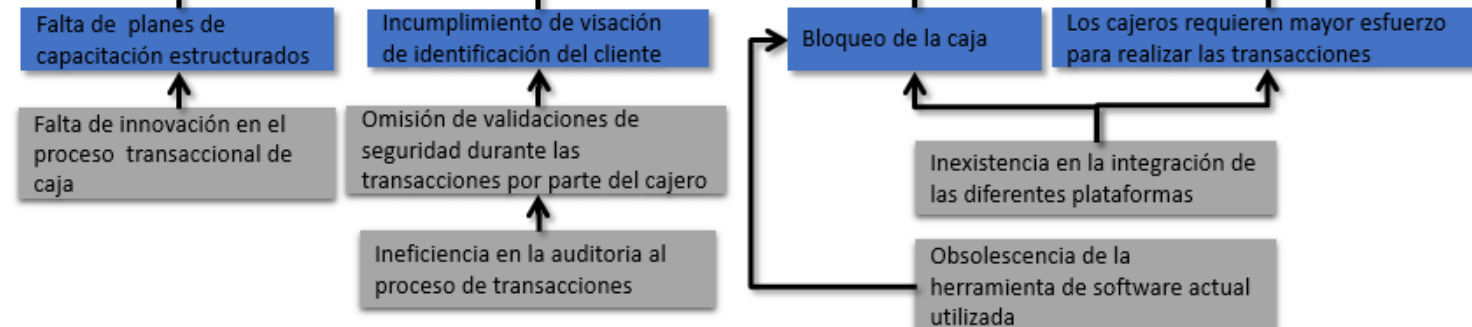 Falta de planes de
capacitación estructurados
Incumplimiento de visación
de identificación del cliente
Bloqueo de la caja
Los cajeros requieren mayor esfuerzo
para realizar las transacciones
Falta de innovación en el
proceso transaccional de
caja
Omisión de validaciones de
seguridad durante las
transacciones por parte del cajero
Inexistencia en la integración de
las diferentes plataformas
Ineficiencia en la auditoria al
proceso de transacciones
Obsolescencia de la
herramienta de software actual
utilizada